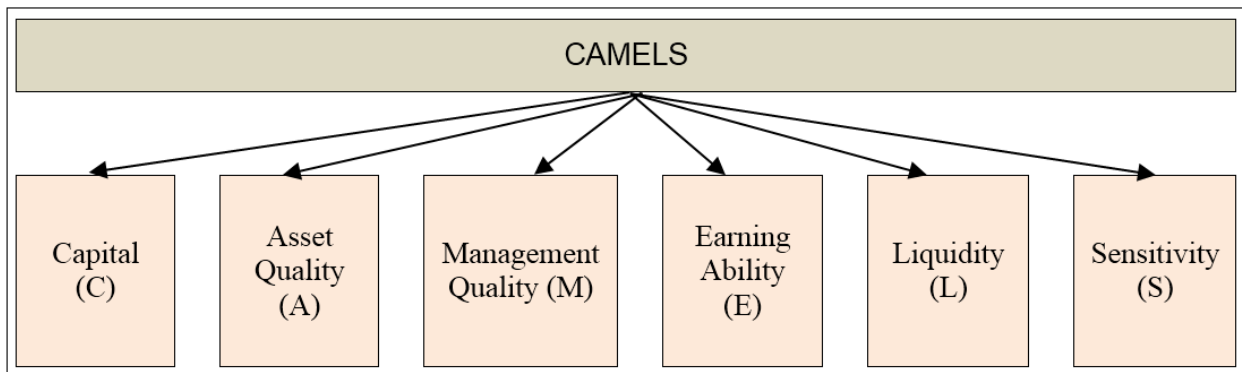 CAMELS
Capital
(C)
Asset
Quality
(A)
Management
Quality (M)
Earning
Ability
(E)
Liquidity
(L)
Sensitivity
(S)